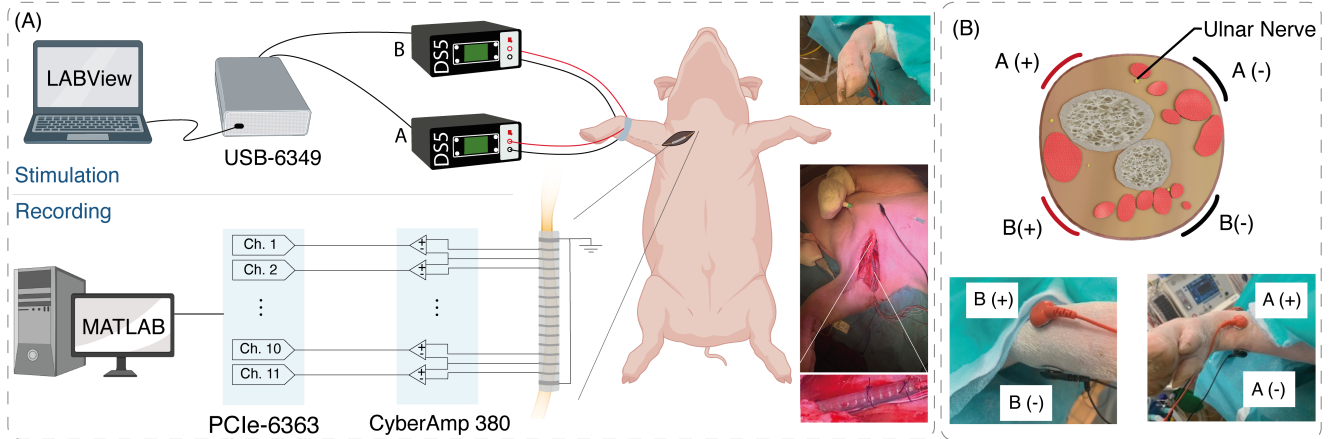 (A)
LABView
USB-6349
B
DS5
A
DS5
Stimulation
Recording
MATLAB
Ch. 1
Ch. 2
Ch. 10
Ch. 11
+
-
+
-
+
-
+
-
PCIe-6363
CyberAmp 380
(B)
Ulnar Nerve
A (+)
A (-)
B(+)
B(-)
B (+)
B (-)
A (+)
A (-)